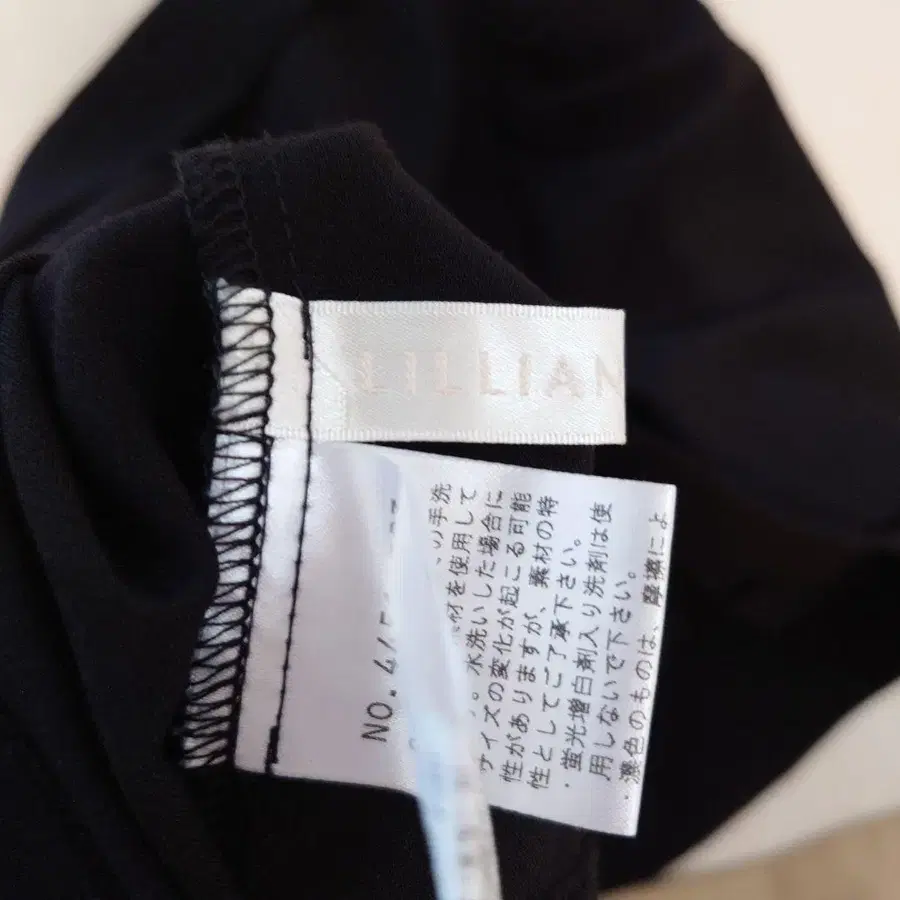 LILLIAN
NO. 4
の手洗
材を使用して
水洗いした場合に
サイズの変化が起こる可能
性がありますが、素材の特
性としてご了承下さい。
・蛍光増白剤入り洗剤は使
用しないで下さい。
・濃色のものは、摩擦によ